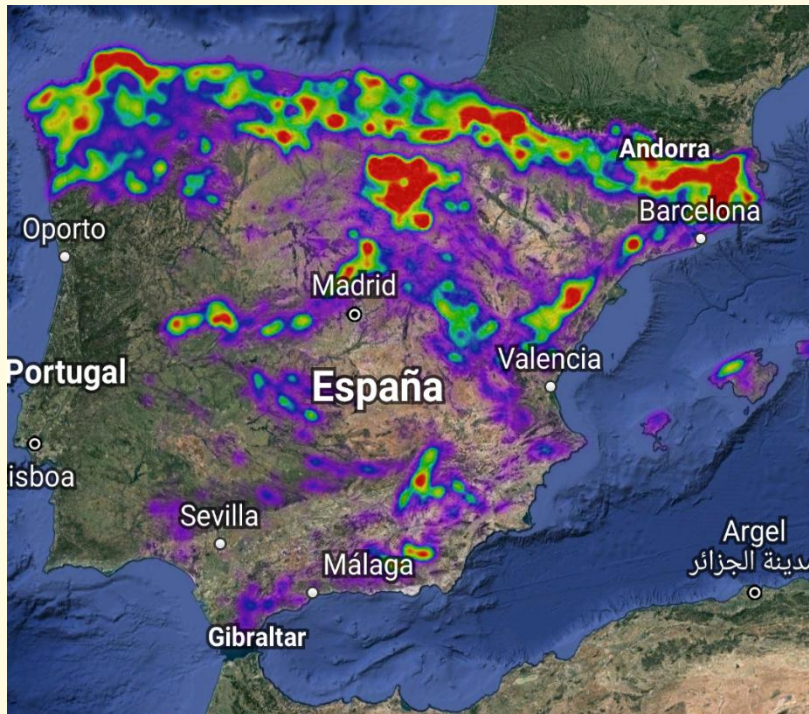 Andorra
Barcelona
Oporto
Madrid
Portugal
España
Valencia
isboa
Sevilla
Málaga
Argel
مدينة الجزائر
Gibraltar